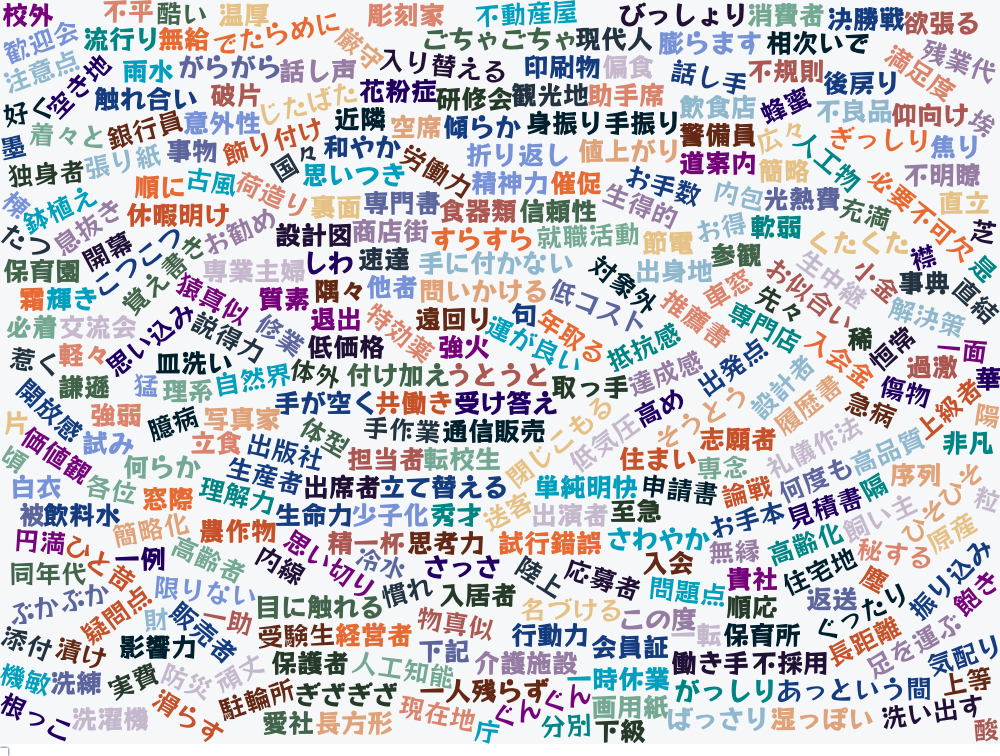 校外 不平 酷い 温厚 彫刻家 不動産屋 びっしょり 消費者 決勝戦 欲張る
歓迎会 流行り 無給 でたらめに 厳守 ごちゃごちゃ 現代人 膨らます 相次いで 残業代
注意点 空き地 雨水 がらがら 話し声 入り替える 印刷物 偏食 話し手 不規則 後戻り 満足度
好く 触れ合い 破片 じたばた 花粉症 研修会 観光地 助手席 飲食店 蜂蜜 不良品 仰向け 埃
墨 着々と 銀行員 意外性 飾り付け 近隣 空席 傾らか 身振り手振り 警備員 広々 人工物 ぎっしり 焦り
独身者 張り紙 事物 国々 和やか 思いつき 労働力 折り返し 値上がり 道案内 簡略 必要不可欠 不明瞭
鉢植え 順に 古風 荷造り 裏面 専門書 精神力 催促 食器類 信頼性 生得的 お手数 内包 光熱費 充満 直立
たつ 息抜き 開幕 こつこつ 休暇明け お勧め 設計図 商店街 すらすら 就職活動 節電 お得 軟弱 参観 くたくた 襟 芝
保育園 覚え書き 専業主婦 しわ 速達 手に付かない 対象外 出身地 車窓 お似合い 生中継 小金 事典 是
霜 輝き 猿真似 質素 隅々 他者 問いかける 低コスト 推薦書 先々 専門店 解決策 直結
必着 交流会 思い込み 説得力 修業 退出 特効薬 遠回り 句 運が良い 年取る 抵抗感 出発点 入会金 稀 恒常 一面
惹く 軽々 皿洗い 低価格 強火 過激 華
開放感 謙遜 猛 理系 自然界 体外 付け加え うとうと 取っ手 達成感 設計者 履歴書 傷物 上級者
片 強弱 臆病 写真家 手が空く 共働き 受け答え 高め そうとう 急病 陽
価値観 試み 立食 出版社 体型 手作業 通信販売 閉じこもる 低気圧 志願者 礼儀作法 高品質 非凡
頃 何らか 生産者 担当者 転校生 住まい 専念 何度も 序列
白衣 各位 窓際 理解力 出席者 立て替える 単純明快 申請書 論戦 見積書 隔 ひそひそ 粒
被 飲料水 簡略化 農作物 生命力 少子化 秀才 送客 出演者 至急 お手本 飼い主 原産
円満 ひと苦 一例 高齢者 内線 思い切り 精一杯 思考力 試行錯誤 さわやか 無縁 高齢化 秘する
同年代 限りない 冷水 さっさ 陸上 応募者 入会 問題点 貴社 住宅地 塵 振り込み 飽き
ぶかぶか 疑問点 財 販売者 一助 目に触れる 慣れ 入居者 名づける この度 順応 返送 ぐったり
添付 漬け 影響力 受験生 経営者 物真似 下記 行動力 会員証 一転 保育所 長距離 足を運ぶ 気配り
機敏 洗練 実費 防災 頑丈 保護者 人工知能 介護施設 一時休業 働き手 不採用 上等
根っこ 洗濯機 滑らす 駐輪所 ぎざぎざ 一人残らず ぐんぐん 画用紙 がっしり あっという間 洗い出す
愛社 長方形 現在地 庁 分別 下級 ばっさり 湿っぽい 酸